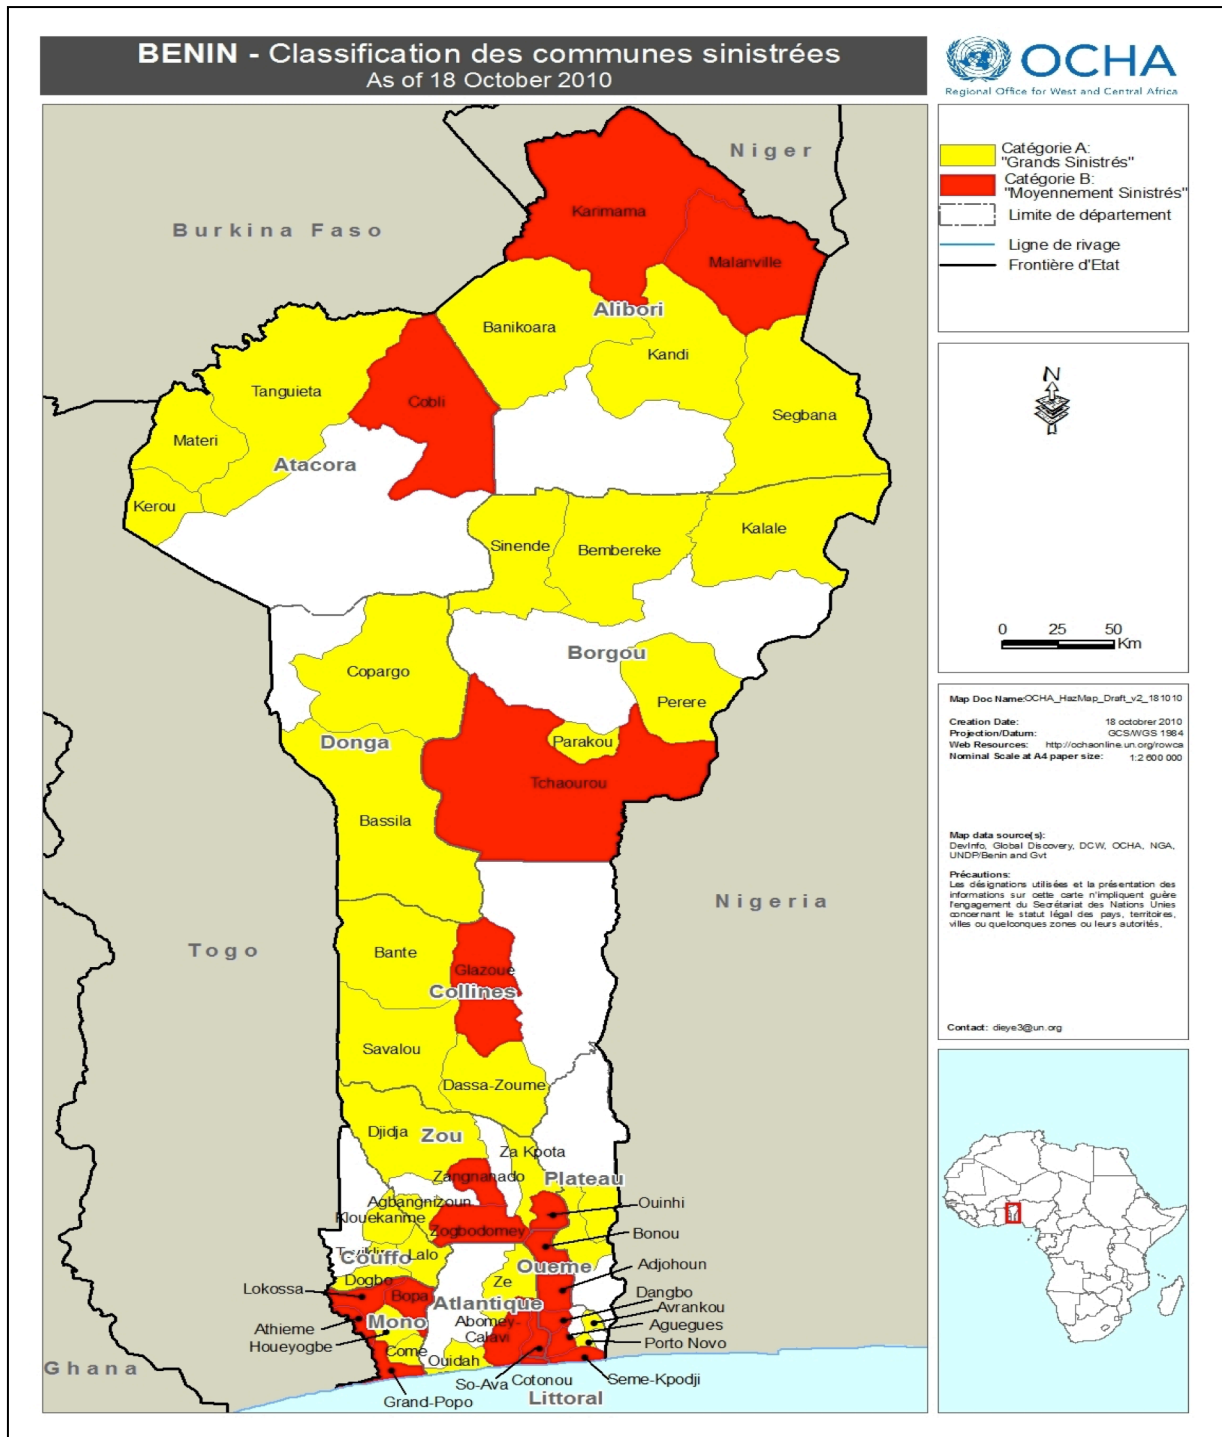 BENIN - Classification des communes sinistrées
As of 18 October 2010
OCHA
Regional Office for West and Central Africa
Catégorie A:
"Grands Sinistrés"
Catégorie B:
"Moyennement Sinistrés"
Limite de département
Ligne de rivage
Frontière d'Etat
N
0 25 50
Km
Map Doc Name:OCHA_HazMap_Draft_v2_181010
Creation Date: 18 octobrer 2010
Projection/Datum: GCS/WGS 1984
Web Resources: http://ochaonline.un.org/rowca
Nominal Scale at A4 paper size: 1:2 600 000
Map data source(s):
DevInfo, Global Discovery, DCW, OCHA, NGA,
UNDP/Benin and Gvt
Précautions:
Les désignations utilisées et la présentation des
informations sur cette carte n'impliquent guère
l'engagement du Secrétariat des Nations Unies
concernant le statut légal des pays, territoires,
villes ou quelconques zones ou leurs autorités,
Contact: dieye3@un.org
Niger
Burkina Faso
Karimama
Malanville
Alibori
Banikoara
Kandi
Tanguieta
Cobli
Segbana
Materi
Atacora
Kerou
Kalale
Sinende
Bembereke
Borgou
Copargo
Perere
Donga
Parakou
Tchaourou
Bassila
Nigeria
Togo
Bante
Glazoue
Collines
Savalou
Dassa-Zoume
Djidja
Zou
Za Kpota
Zangnanado
Plateau
Agbangnizoun
Ouinhi
Klouekanme
Zogbodomey
Bonou
Lalo
Couffo
Oueme
Adjohoun
Dogbo
Ze
Lokossa
Bopa
Dangbo
Atlantique
Avrankou
Mono
Abomey-
Calavi
Athieme
Aguegues
Houeyogbe
Porto Novo
Come
Ouidah
Ghana
So-Ava
Cotonou
Seme-Kpodji
Grand-Popo
Littoral